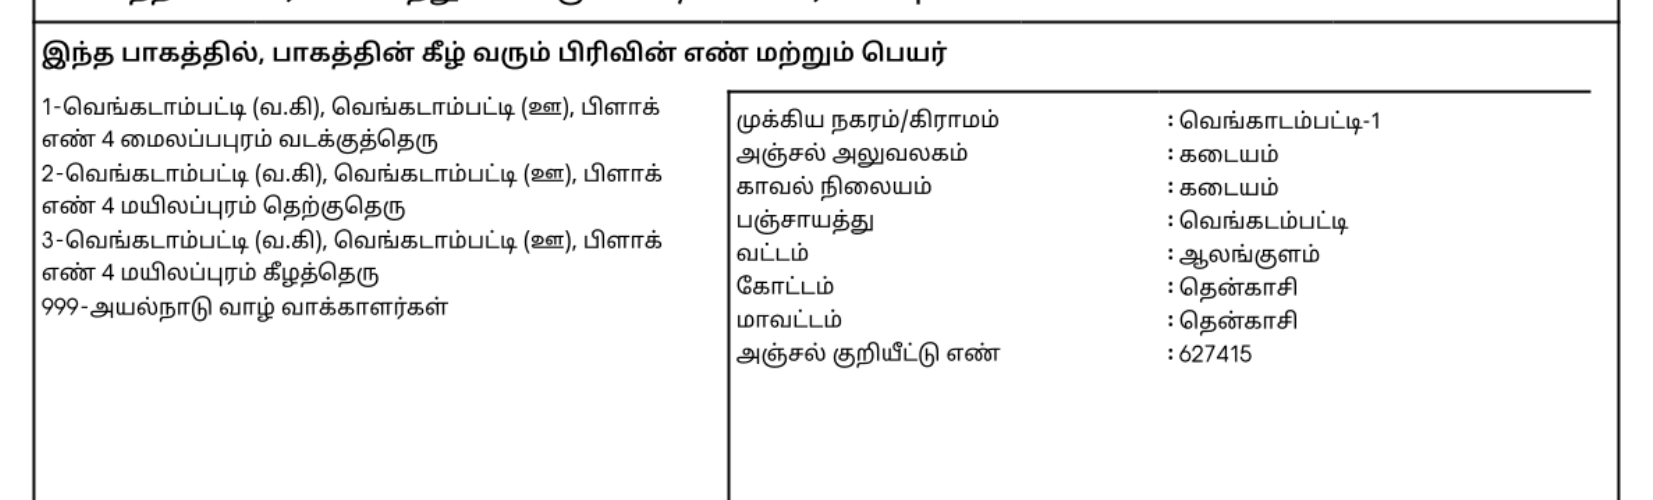 இந்த பாகத்தில், பாகத்தின் கீழ் வரும் பிரிவின் எண் மற்றும் பெயர்
1-வெங்கடாம்பட்டி (வ.கி), வெங்கடாம்பட்டி (ஊ), பிளாக்
எண் 4 மைலப்பபுரம் வடக்குத்தெரு
2-வெங்கடாம்பட்டி (வ.கி), வெங்கடாம்பட்டி (ஊ), பிளாக்
எண் 4 மயிலப்புரம் தெற்குதெரு
3-வெங்கடாம்பட்டி (வ.கி), வெங்கடாம்பட்டி (ஊ), பிளாக்
எண் 4 மயிலப்புரம் கீழத்தெரு
999-அயல்நாடு வாழ் வாக்காளர்கள்
முக்கிய நகரம்/கிராமம் : வெங்காடம்பட்டி-1
அஞ்சல் அலுவலகம் : கடையம்
காவல் நிலையம் : கடையம்
பஞ்சாயத்து : வெங்கடம்பட்டி
வட்டம் : ஆலங்குளம்
கோட்டம் : தென்காசி
மாவட்டம் : தென்காசி
அஞ்சல் குறியீட்டு எண் : 627415